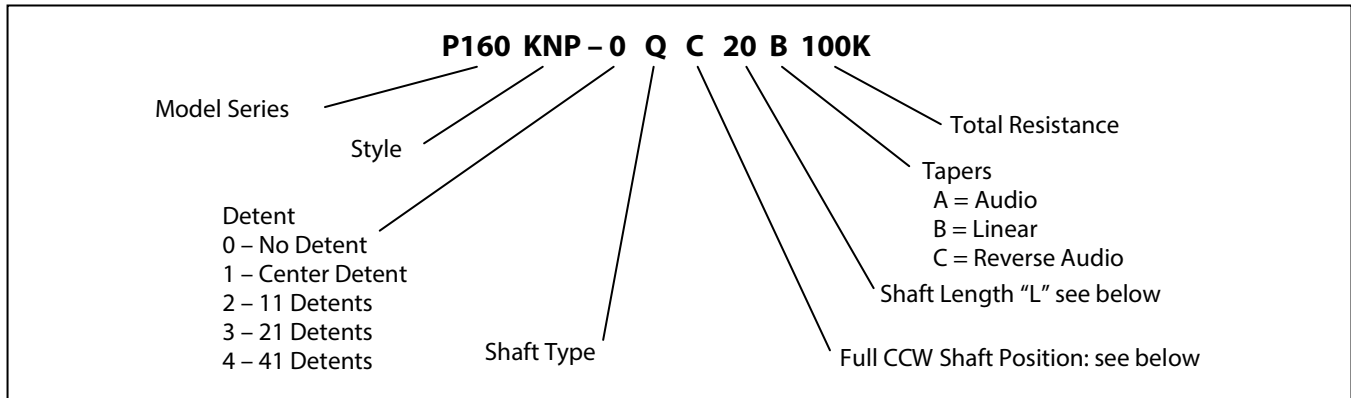 P160 KNP – 0 Q C 20 B 100K
Model Series
Style
Detent
0 – No Detent
1 – Center Detent
2 – 11 Detents
3 – 21 Detents
4 – 41 Detents
Shaft Type
Total Resistance
Tapers
A = Audio
B = Linear
C = Reverse Audio
Shaft Length “L” see below
Full CCW Shaft Position: see below